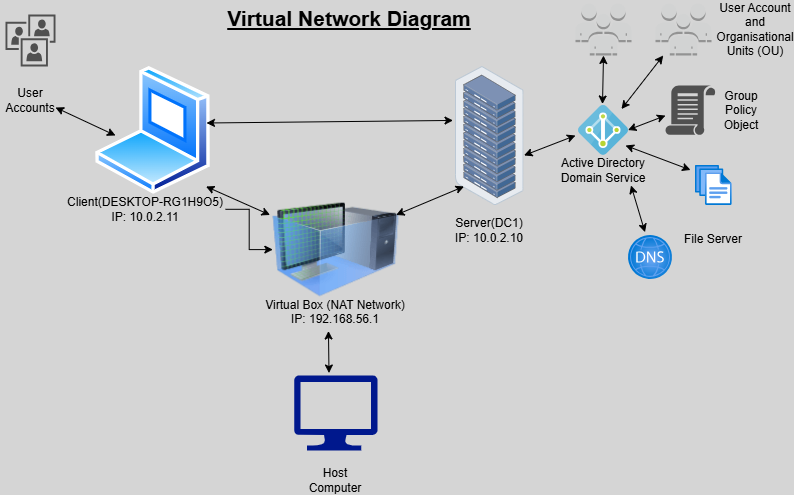 Virtual Network Diagram
User Account
and
Organisational
Units (OU)
User
Accounts
Group
Policy
Object
Active Directory
Domain Service
Client(DESKTOP-RG1H9O5)
IP: 10.0.2.11
Server(DC1)
IP: 10.0.2.10
File Server
DNS
Virtual Box (NAT Network)
IP: 192.168.56.1
Host
Computer